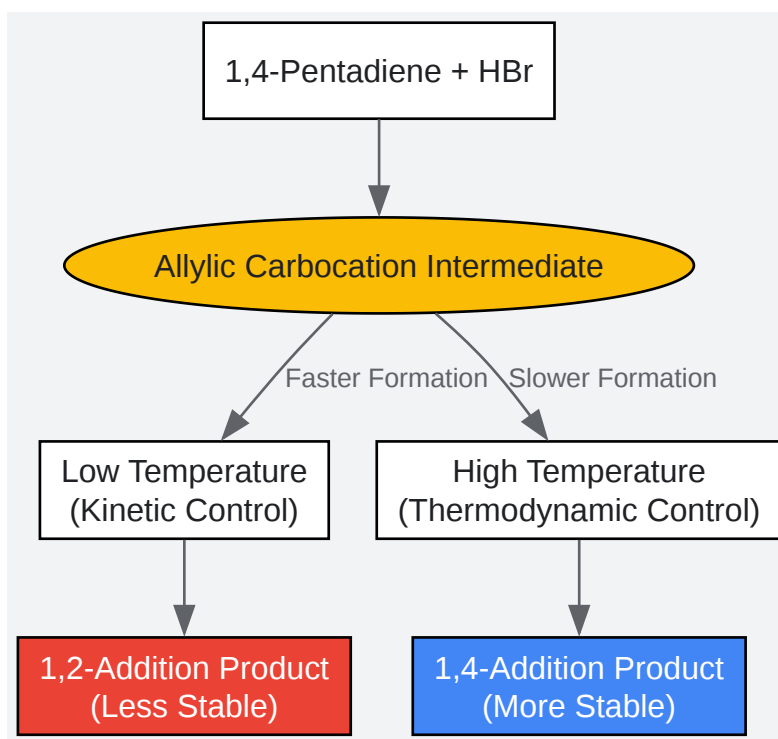 1,4-Pentadiene + HBr
Allylic Carbocation Intermediate
Faster Formation
Slower Formation
Low Temperature
(Kinetic Control)
High Temperature
(Thermodynamic Control)
1,2-Addition Product
(Less Stable)
1,4-Addition Product
(More Stable)